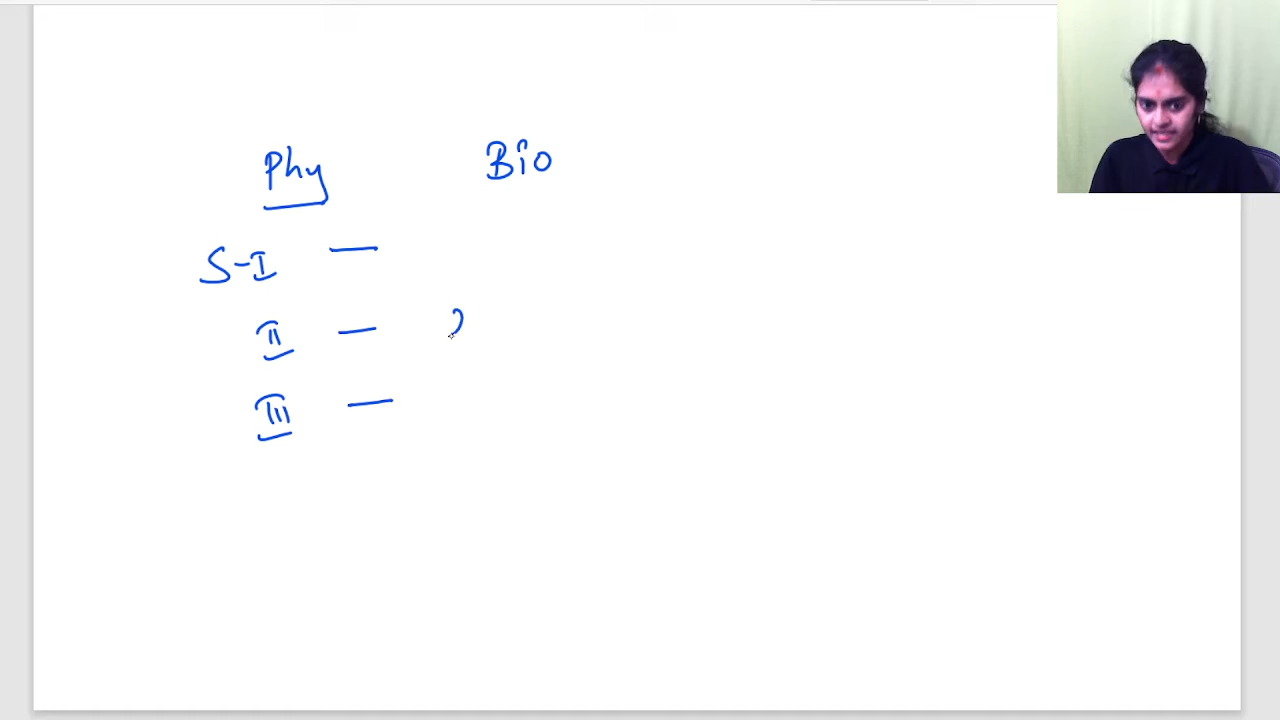 Phy Bio
S-I —
II —
III —